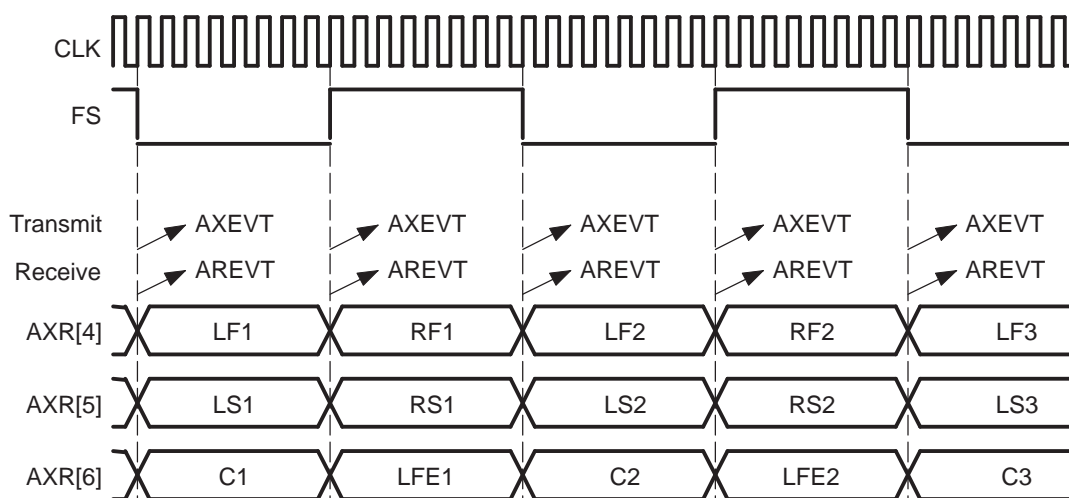 CLK
FS
Transmit AXEVT AXEVT AXEVT AXEVT AXEVT
Receive AREVT AREVT AREVT AREVT AREVT
AXR[4] LF1 RF1 LF2 RF2 LF3
AXR[5] LS1 RS1 LS2 RS2 LS3
AXR[6] C1 LFE1 C2 LFE2 C3